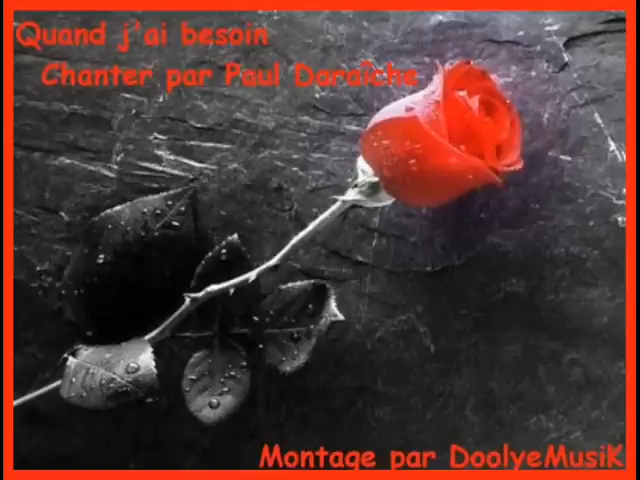 Quand j'ai besoin
Chanter par Paul Daraîche
Montage par DoolyeMusiK